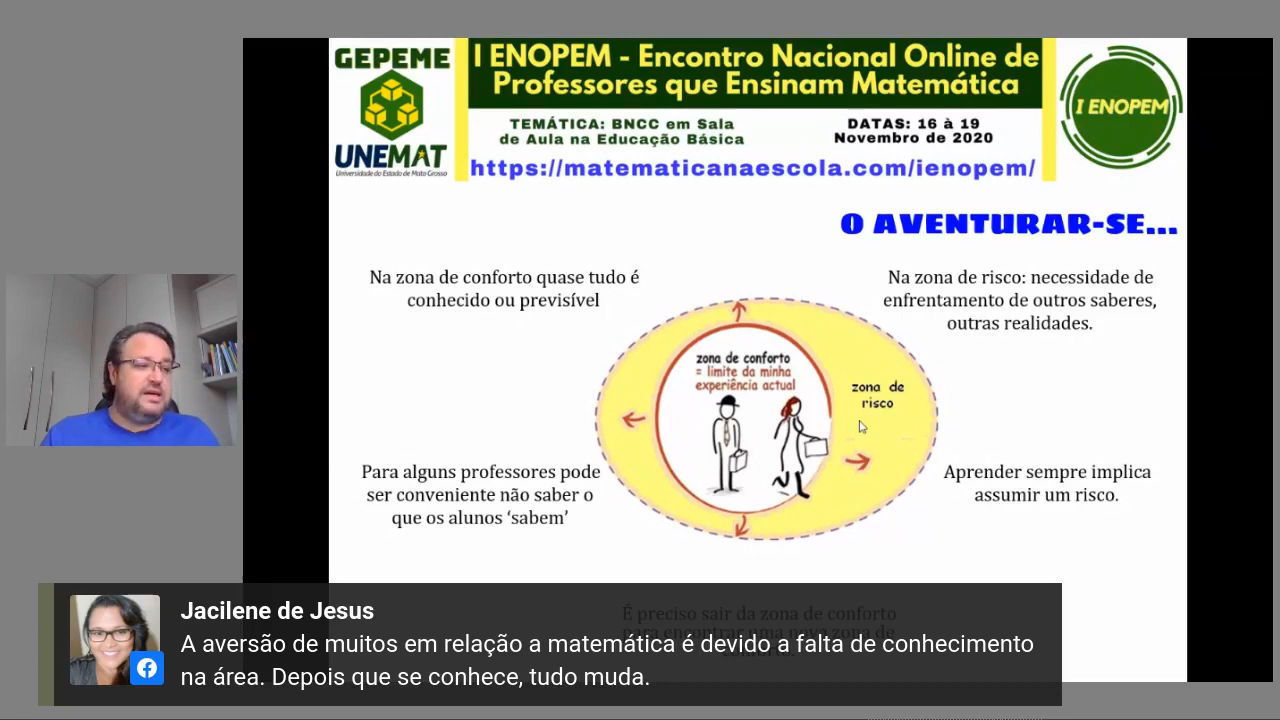 GEPEME
UNEMAT
Universidade do Estado de Mato Grosso
I ENOPEM - Encontro Nacional Online de
Professores que Ensinam Matemática
TEMÁTICA: BNCC em Sala
de Aula na Educação Básica
DATAS: 16 à 19
Novembro de 2020
https://matematicanaescola.com/ienopem/
I ENOPEM
O AVENTURAR-SE...
Na zona de conforto quase tudo é
conhecido ou previsível
Na zona de risco: necessidade de
enfrentamento de outros saberes,
outras realidades.
zona de conforto
= limite da minha
experiência actual
zona de
risco
Para alguns professores pode
ser conveniente não saber o
que os alunos ‘sabem’
Aprender sempre implica
assumir um risco.
É preciso sair da zona de conforto
para encontrar uma nova zona de
Jacilene de Jesus
A aversão de muitos em relação a matemática é devido a falta de conhecimento
na área. Depois que se conhece, tudo muda.